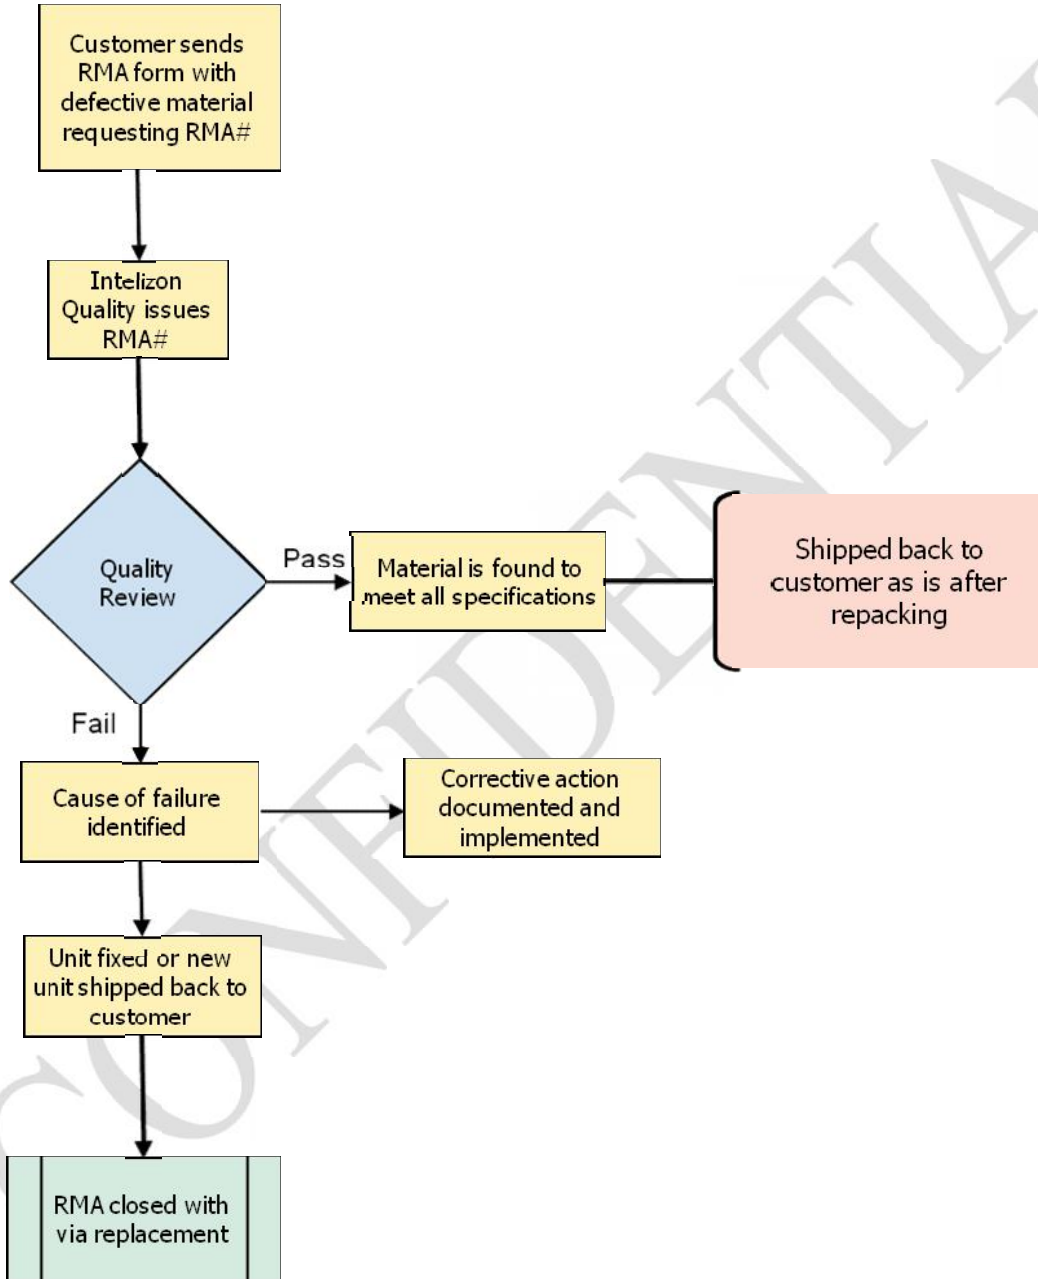 Customer sends
RMA form with
defective material
requesting RMA#
Intelizon
Quality issues
RMA#
Quality
Review
Pass
Material is found to
meet all specifications
Shipped back to
customer as is after
repacking
Fail
Cause of failure
identified
Corrective action
documented and
implemented
Unit fixed or new
unit shipped back to
customer
RMA closed with
via replacement
CONFIDENTIAL